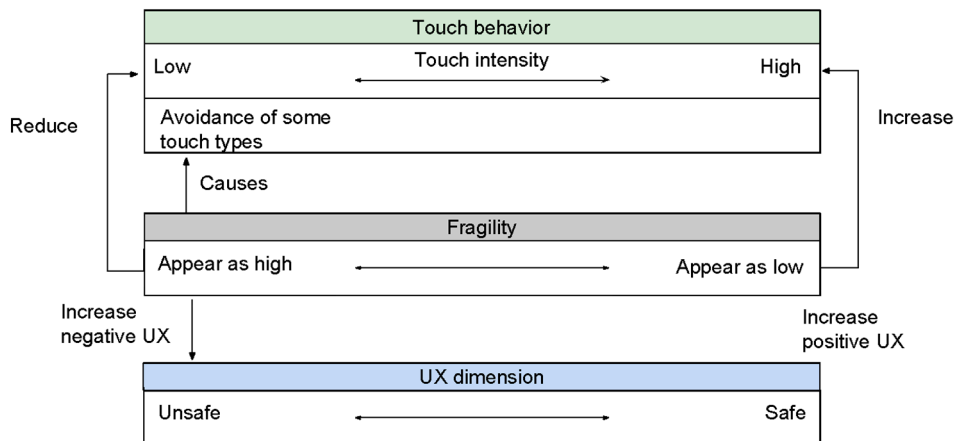 Touch behavior
Low
Touch intensity
High
Reduce
Increase
Avoidance of some
touch types
Causes
Fragility
Appear as high
Appear as low
Increase
negative UX
Increase
positive UX
UX dimension
Unsafe
Safe